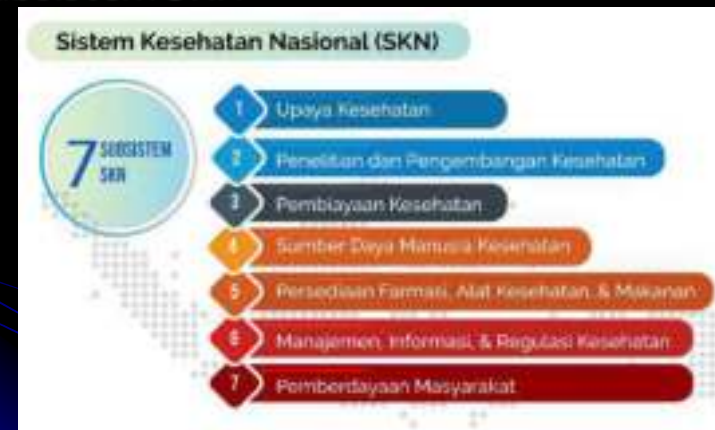 Sistem Kesehatan Nasional (SKN)
7 SUBSISTEM
SKN
1 Upaya Kesehatan
2 Penelitian dan Pengembangan Kesehatan
3 Pembiayaan Kesehatan
4 Sumber Daya Manusia Kesehatan
5 Persediaan Farmasi, Alat Kesehatan, & Makanan
6 Manajemen, Informasi, & Regulasi Kesehatan
7 Pemberdayaan Masyarakat